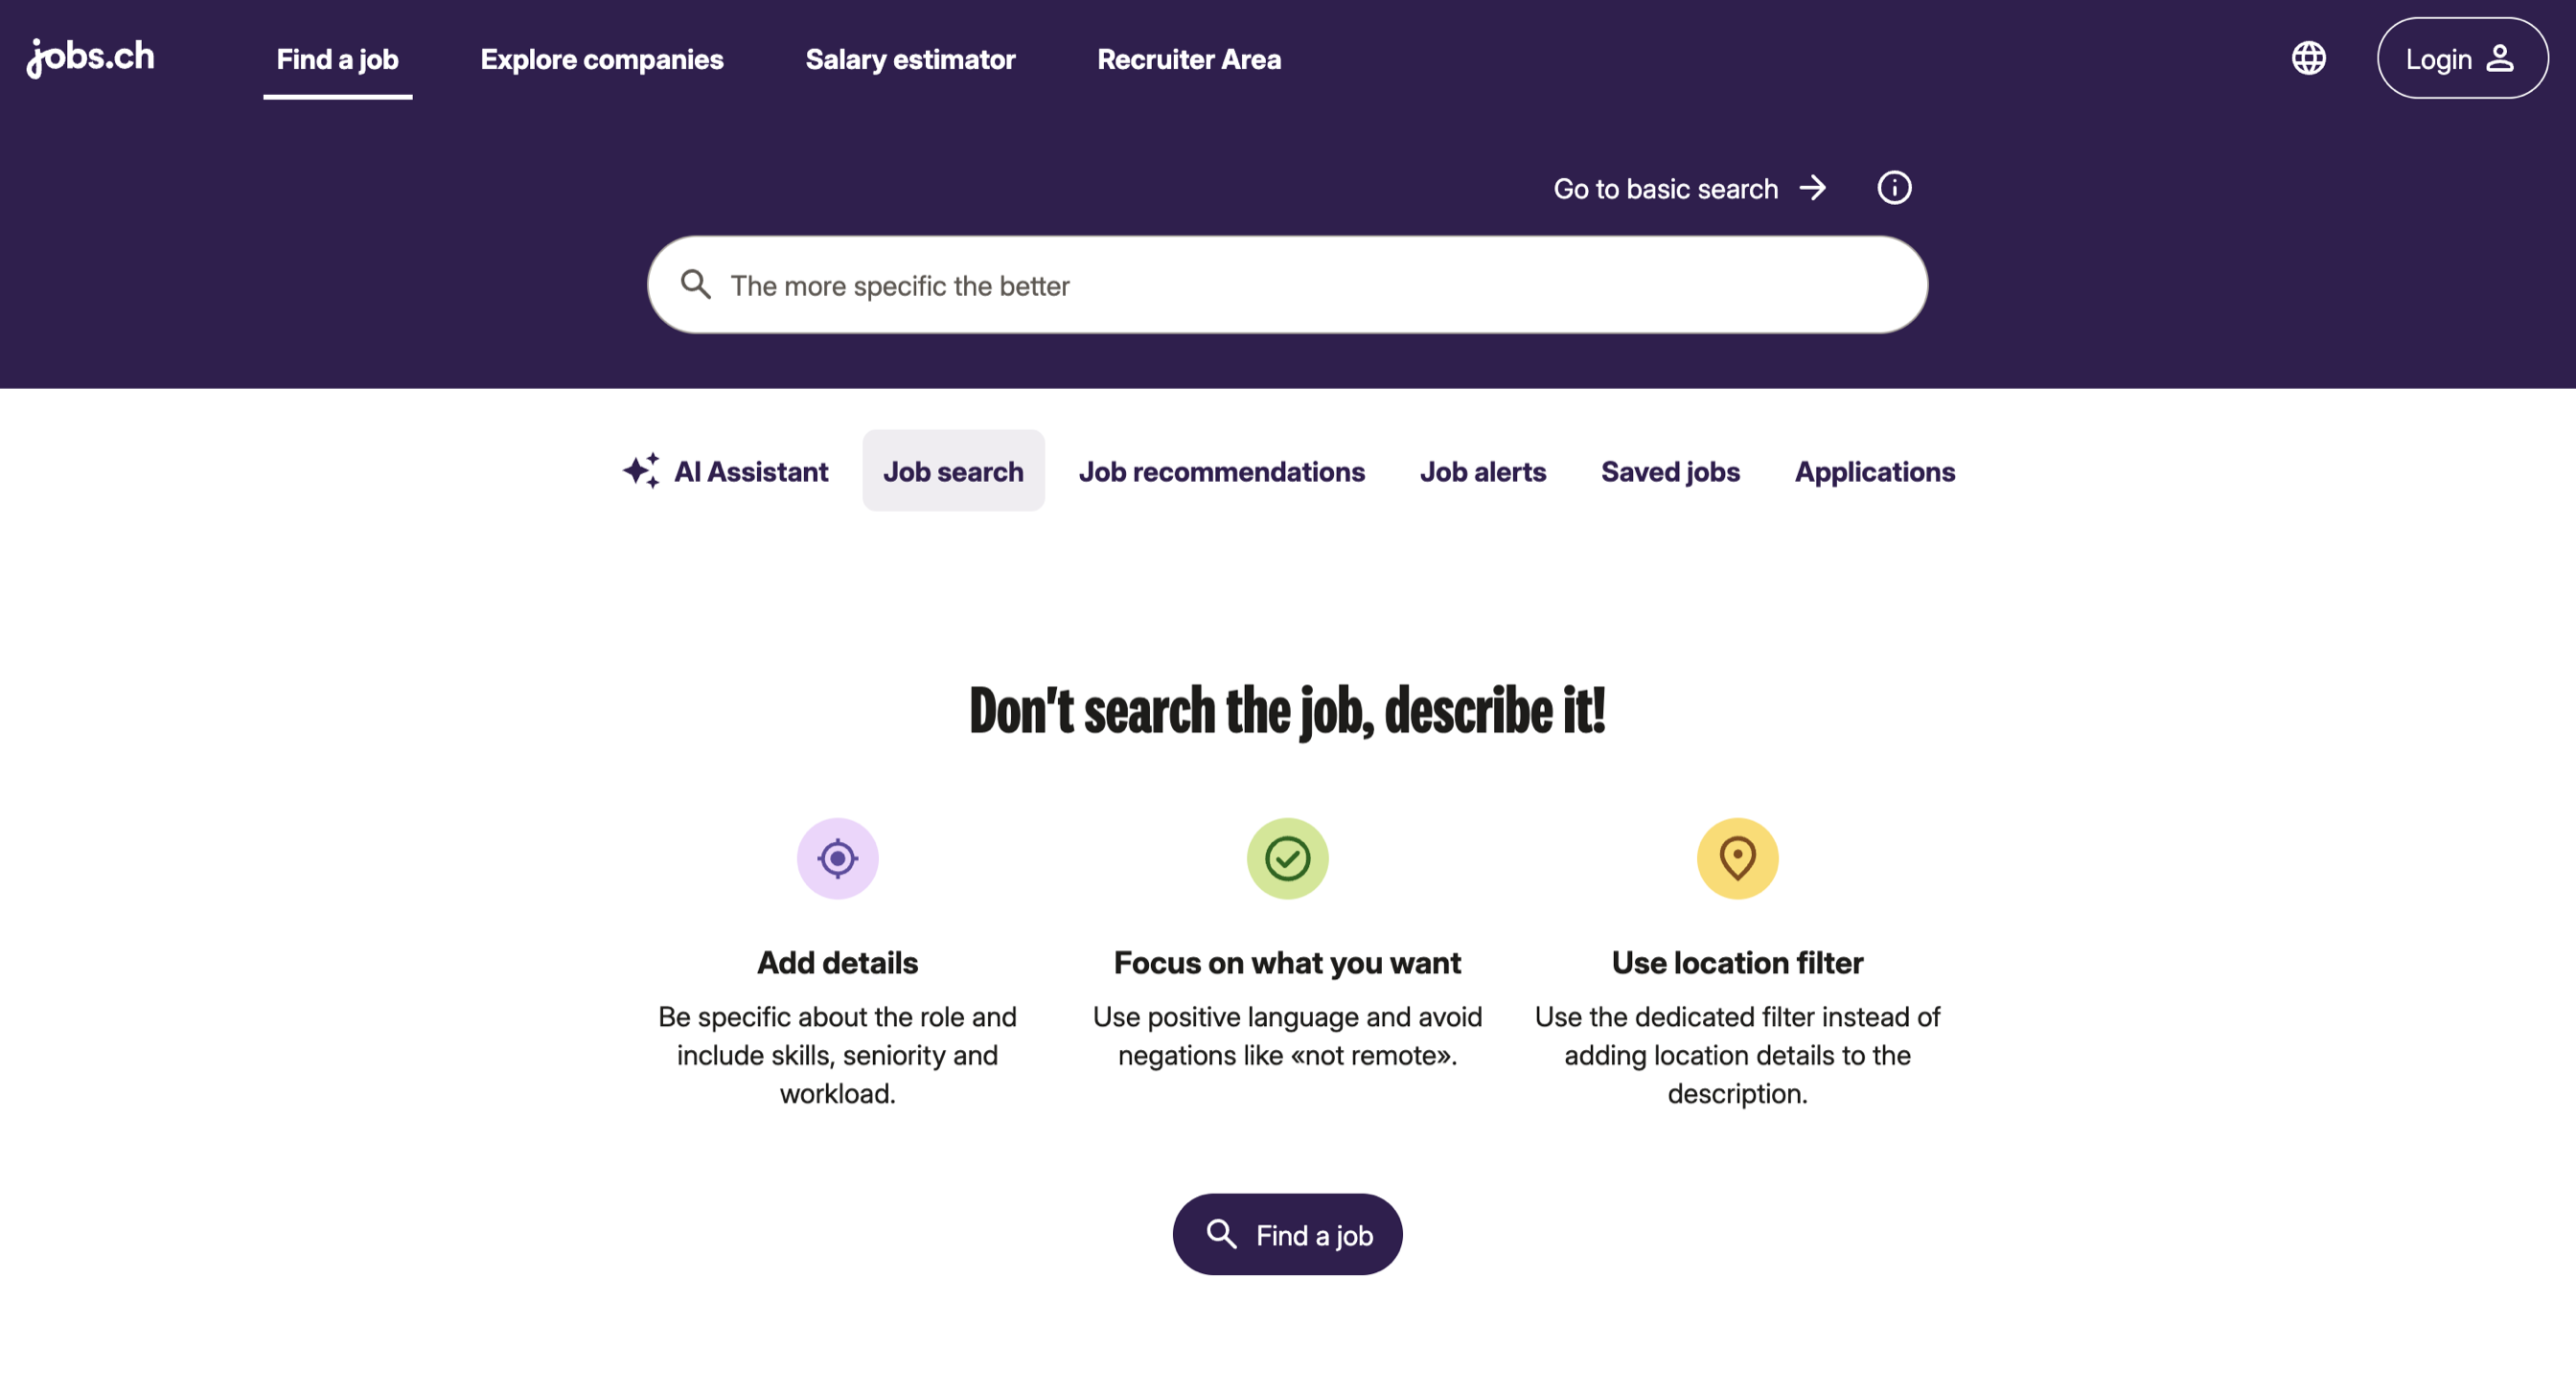 jobs.ch
Find a job
Explore companies
Salary estimator
Recruiter Area
Login
Go to basic search
The more specific the better
AI Assistant
Job search
Job recommendations
Job alerts
Saved jobs
Applications
Don't search the job, describe it!
Add details
Be specific about the role and
include skills, seniority and
workload.
Focus on what you want
Use positive language and avoid
negations like «not remote».
Use location filter
Use the dedicated filter instead of
adding location details to the
description.
Find a job